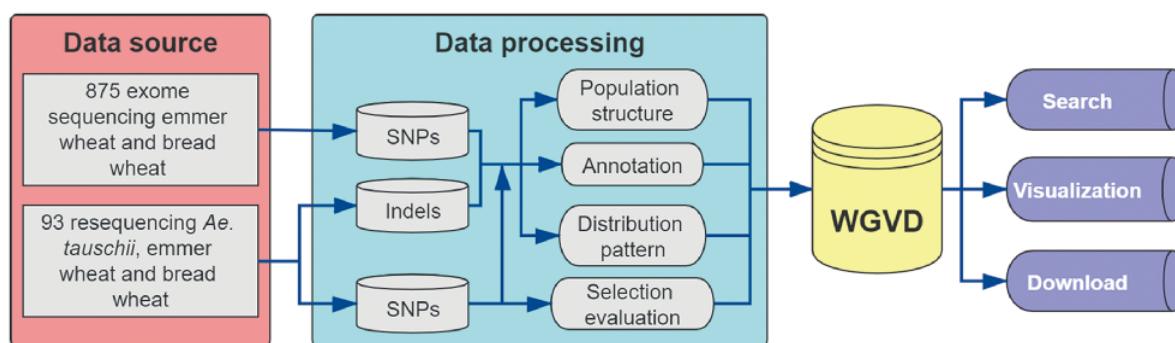 Data source
875 exome
sequencing emmer
wheat and bread
wheat
93 resequencing Ae.
tauschii, emmer
wheat and bread
wheat
Data processing
SNPs
Indels
SNPs
Population
structure
Annotation
Distribution
pattern
Selection
evaluation
WGVD
Search
Visualization
Download